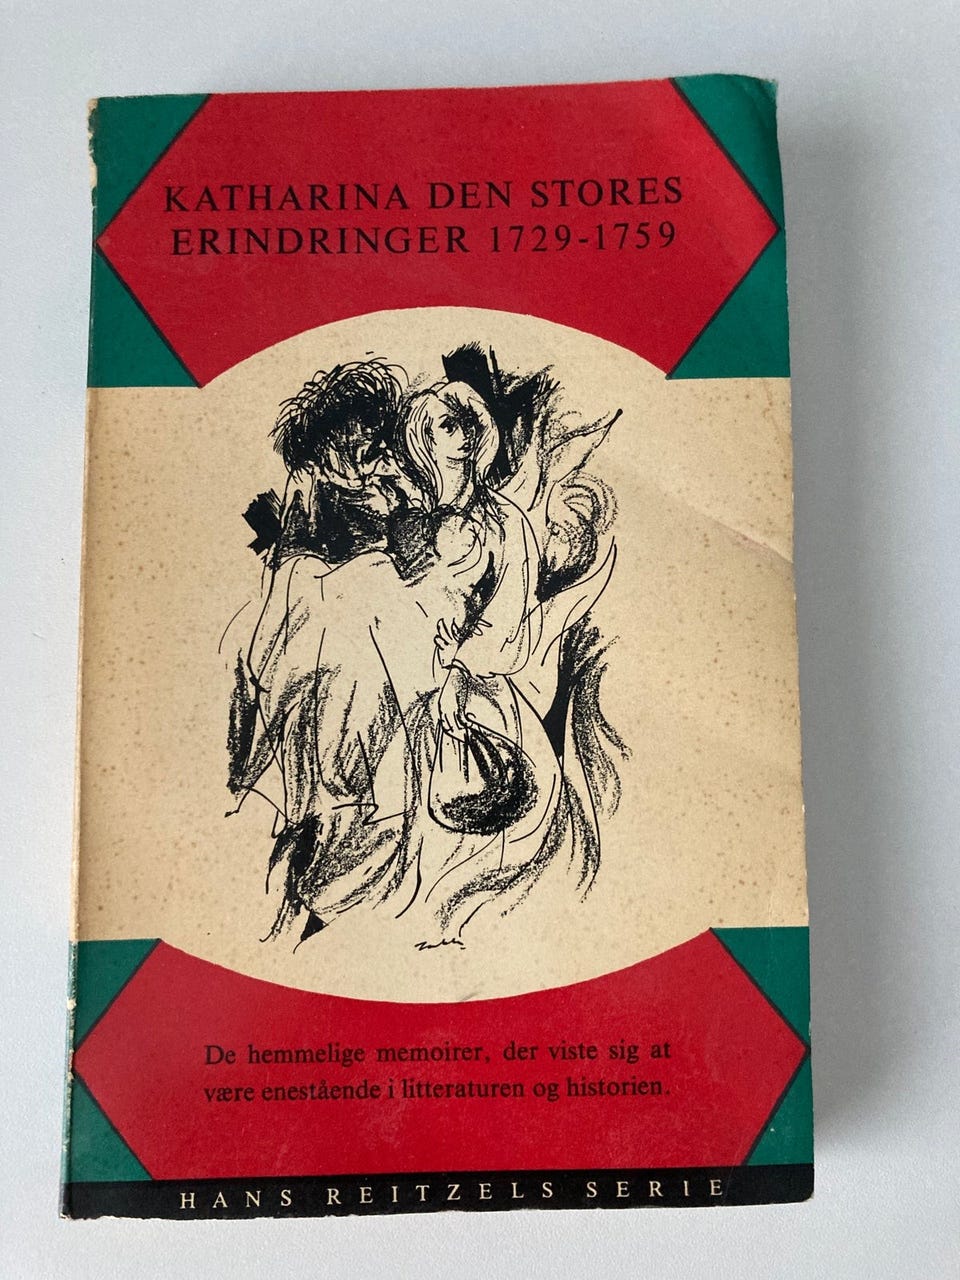 KATHARINA DEN STORES
ERINDRINGER 1729-1759
De hemmelige memoirer, der viste sig at
være enestående i litteraturen og historien.
HANS REITZELS SERIE